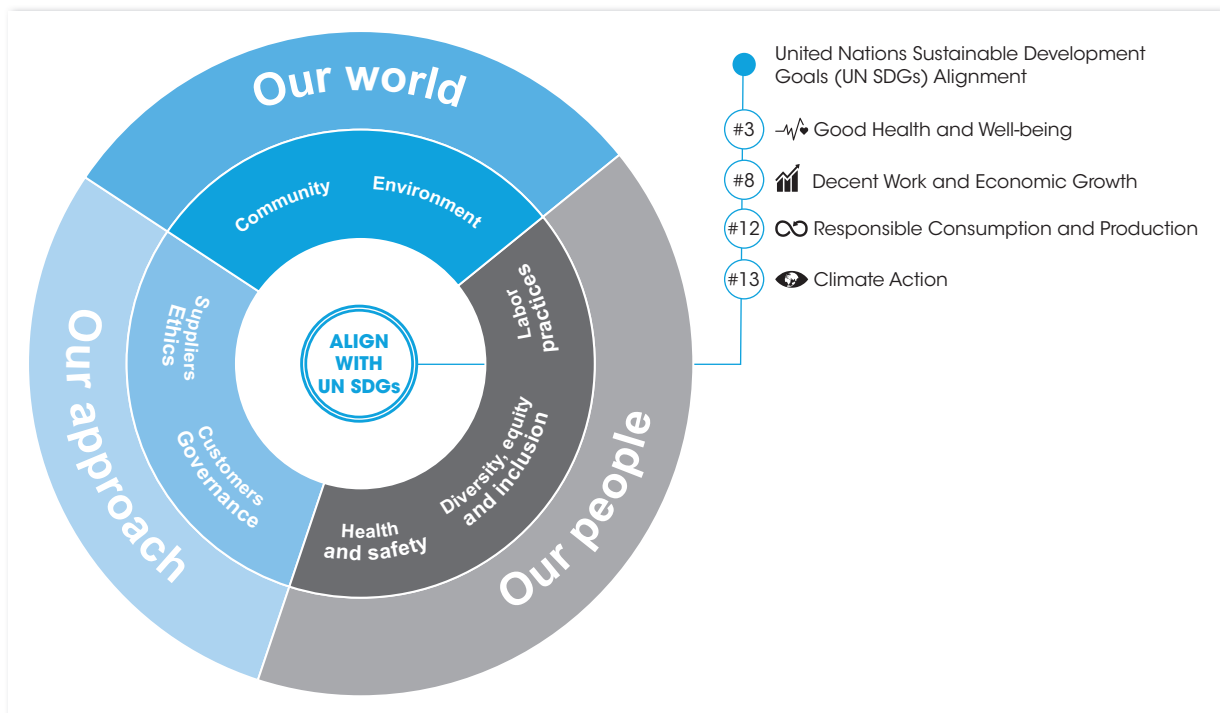 Our world
Community
Environment
Our people
Labor
practices
Diversity, equity
and inclusion
Health
and safety
Our approach
Suppliers
Ethics
Customers
Governance
ALIGN
WITH
UN SDGs
United Nations Sustainable Development
Goals (UN SDGs) Alignment
#3 Good Health and Well-being
#8 Decent Work and Economic Growth
#12 Responsible Consumption and Production
#13 Climate Action